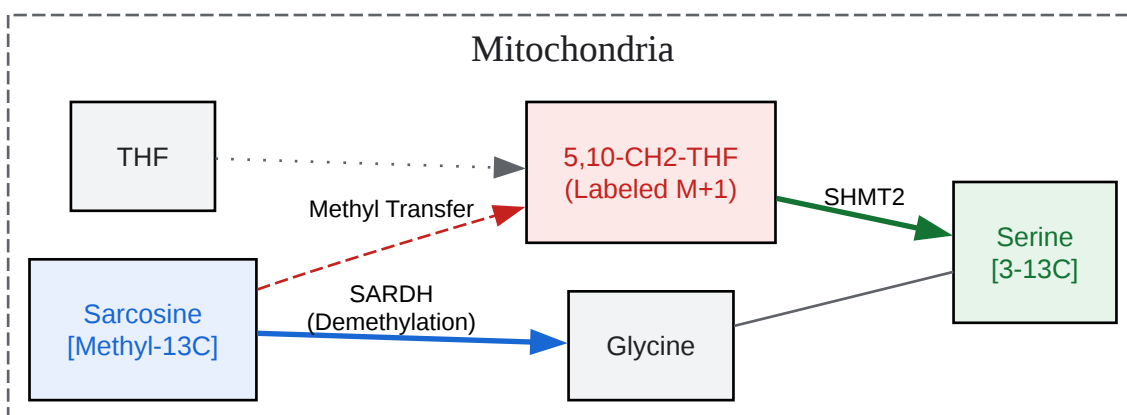 Mitochondria
THF
5,10-CH2-THF
(Labeled M+1)
Methyl Transfer
SHMT2
Serine
[3-13C]
Sarcosine
[Methyl-13C]
SARDH
(Demethylation)
Glycine